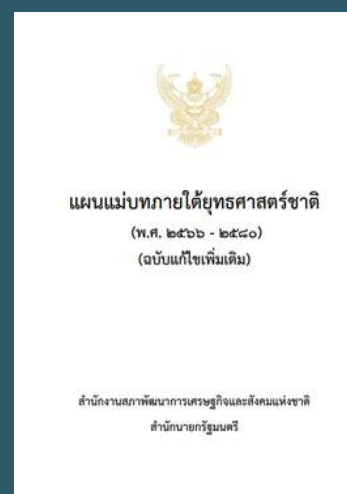 แผนแม่บทภายใต้ยุทธศาสตร์ชาติ
(พ.ศ. ๒๕๖๖ - ๒๕๘๐)
(ฉบับแก้ไขเพิ่มเติม)
สำนักงานสภาพัฒนาการเศรษฐกิจและสังคมแห่งชาติ
สำนักนายกรัฐมนตรี